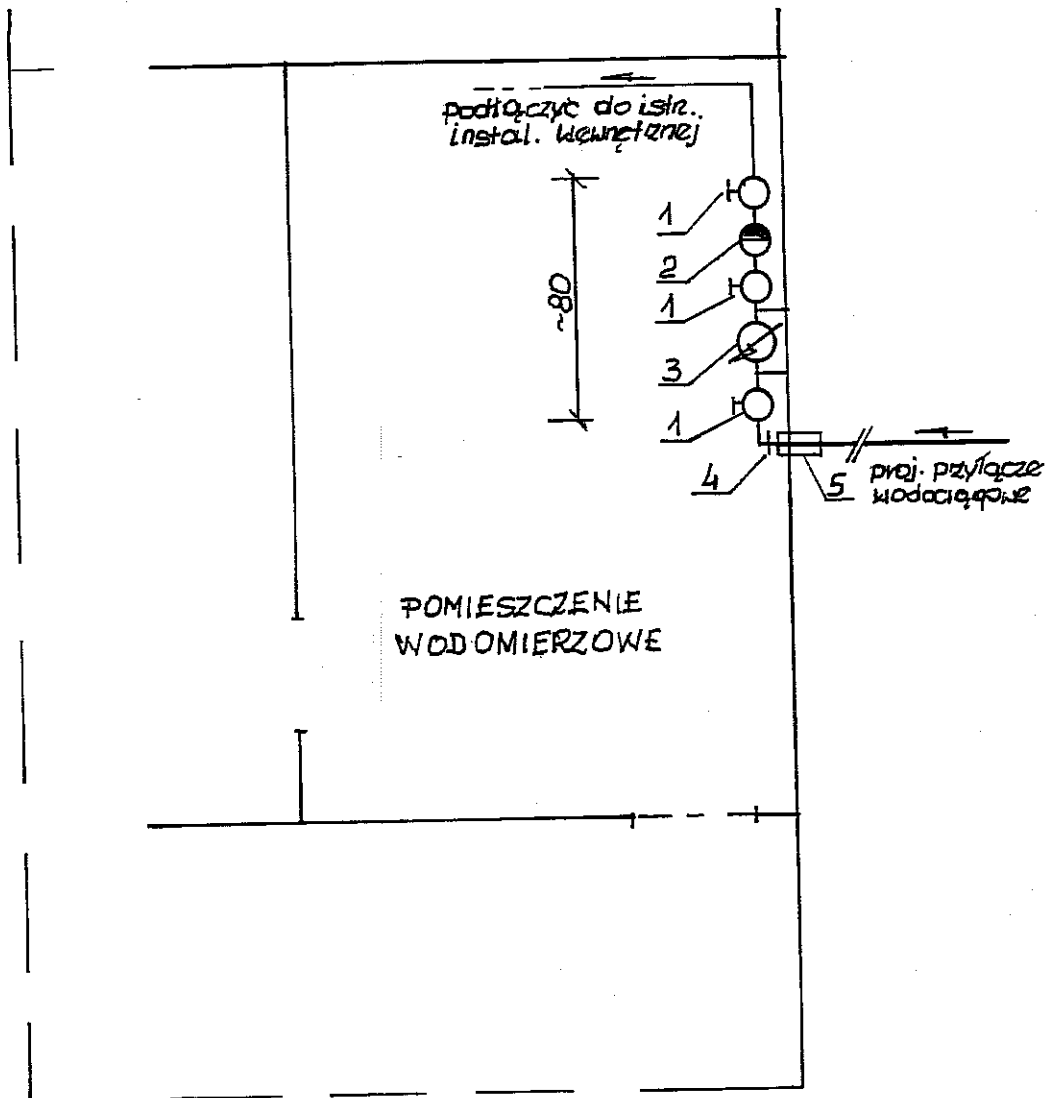 podłączyć do istn.
instal. wewnętrznej
1
2
1
~80
3
1
4
5
proj. przyłącze
wodociągowe
POMIESZCZENIE
WODOMIERZOWE